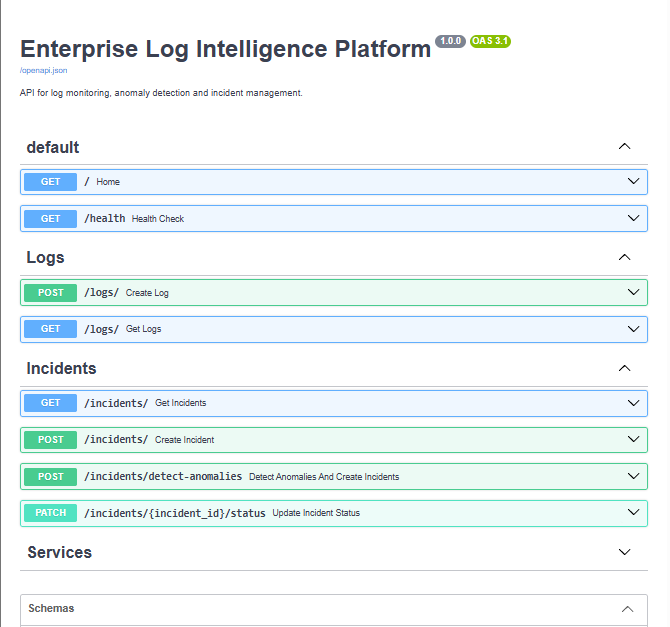 Enterprise Log Intelligence Platform 1.0.0 OAS 3.1
/openapi.json
API for log monitoring, anomaly detection and incident management.
default
GET / Home
GET /health Health Check
Logs
POST /logs/ Create Log
GET /logs/ Get Logs
Incidents
GET /incidents/ Get Incidents
POST /incidents/ Create Incident
POST /incidents/detect-anomalies Detect Anomalies And Create Incidents
PATCH /incidents/{incident_id}/status Update Incident Status
Services
Schemas